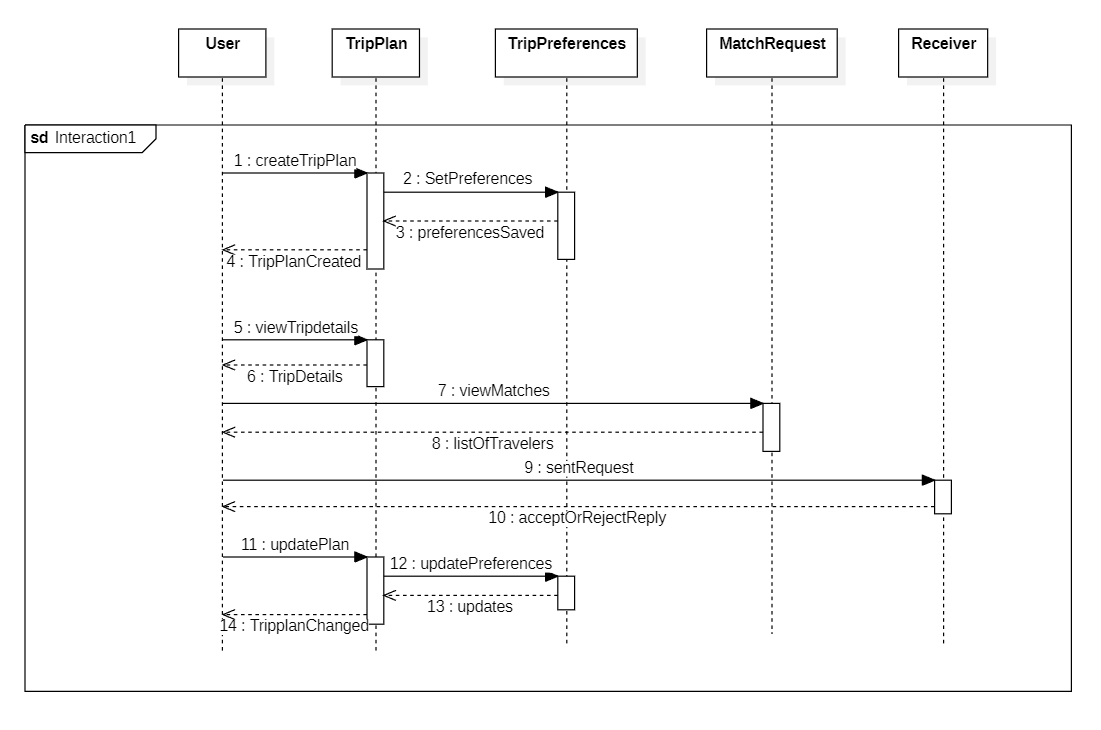 User
TripPlan
TripPreferences
MatchRequest
Receiver
sd Interaction1
1 : createTripPlan
2 : SetPreferences
3 : preferencesSaved
4 : TripPlanCreated
5 : viewTripdetails
6 : TripDetails
7 : viewMatches
8 : listOfTravelers
9 : sentRequest
10 : acceptOrRejectReply
11 : updatePlan
12 : updatePreferences
13 : updates
14 : TripplanChanged